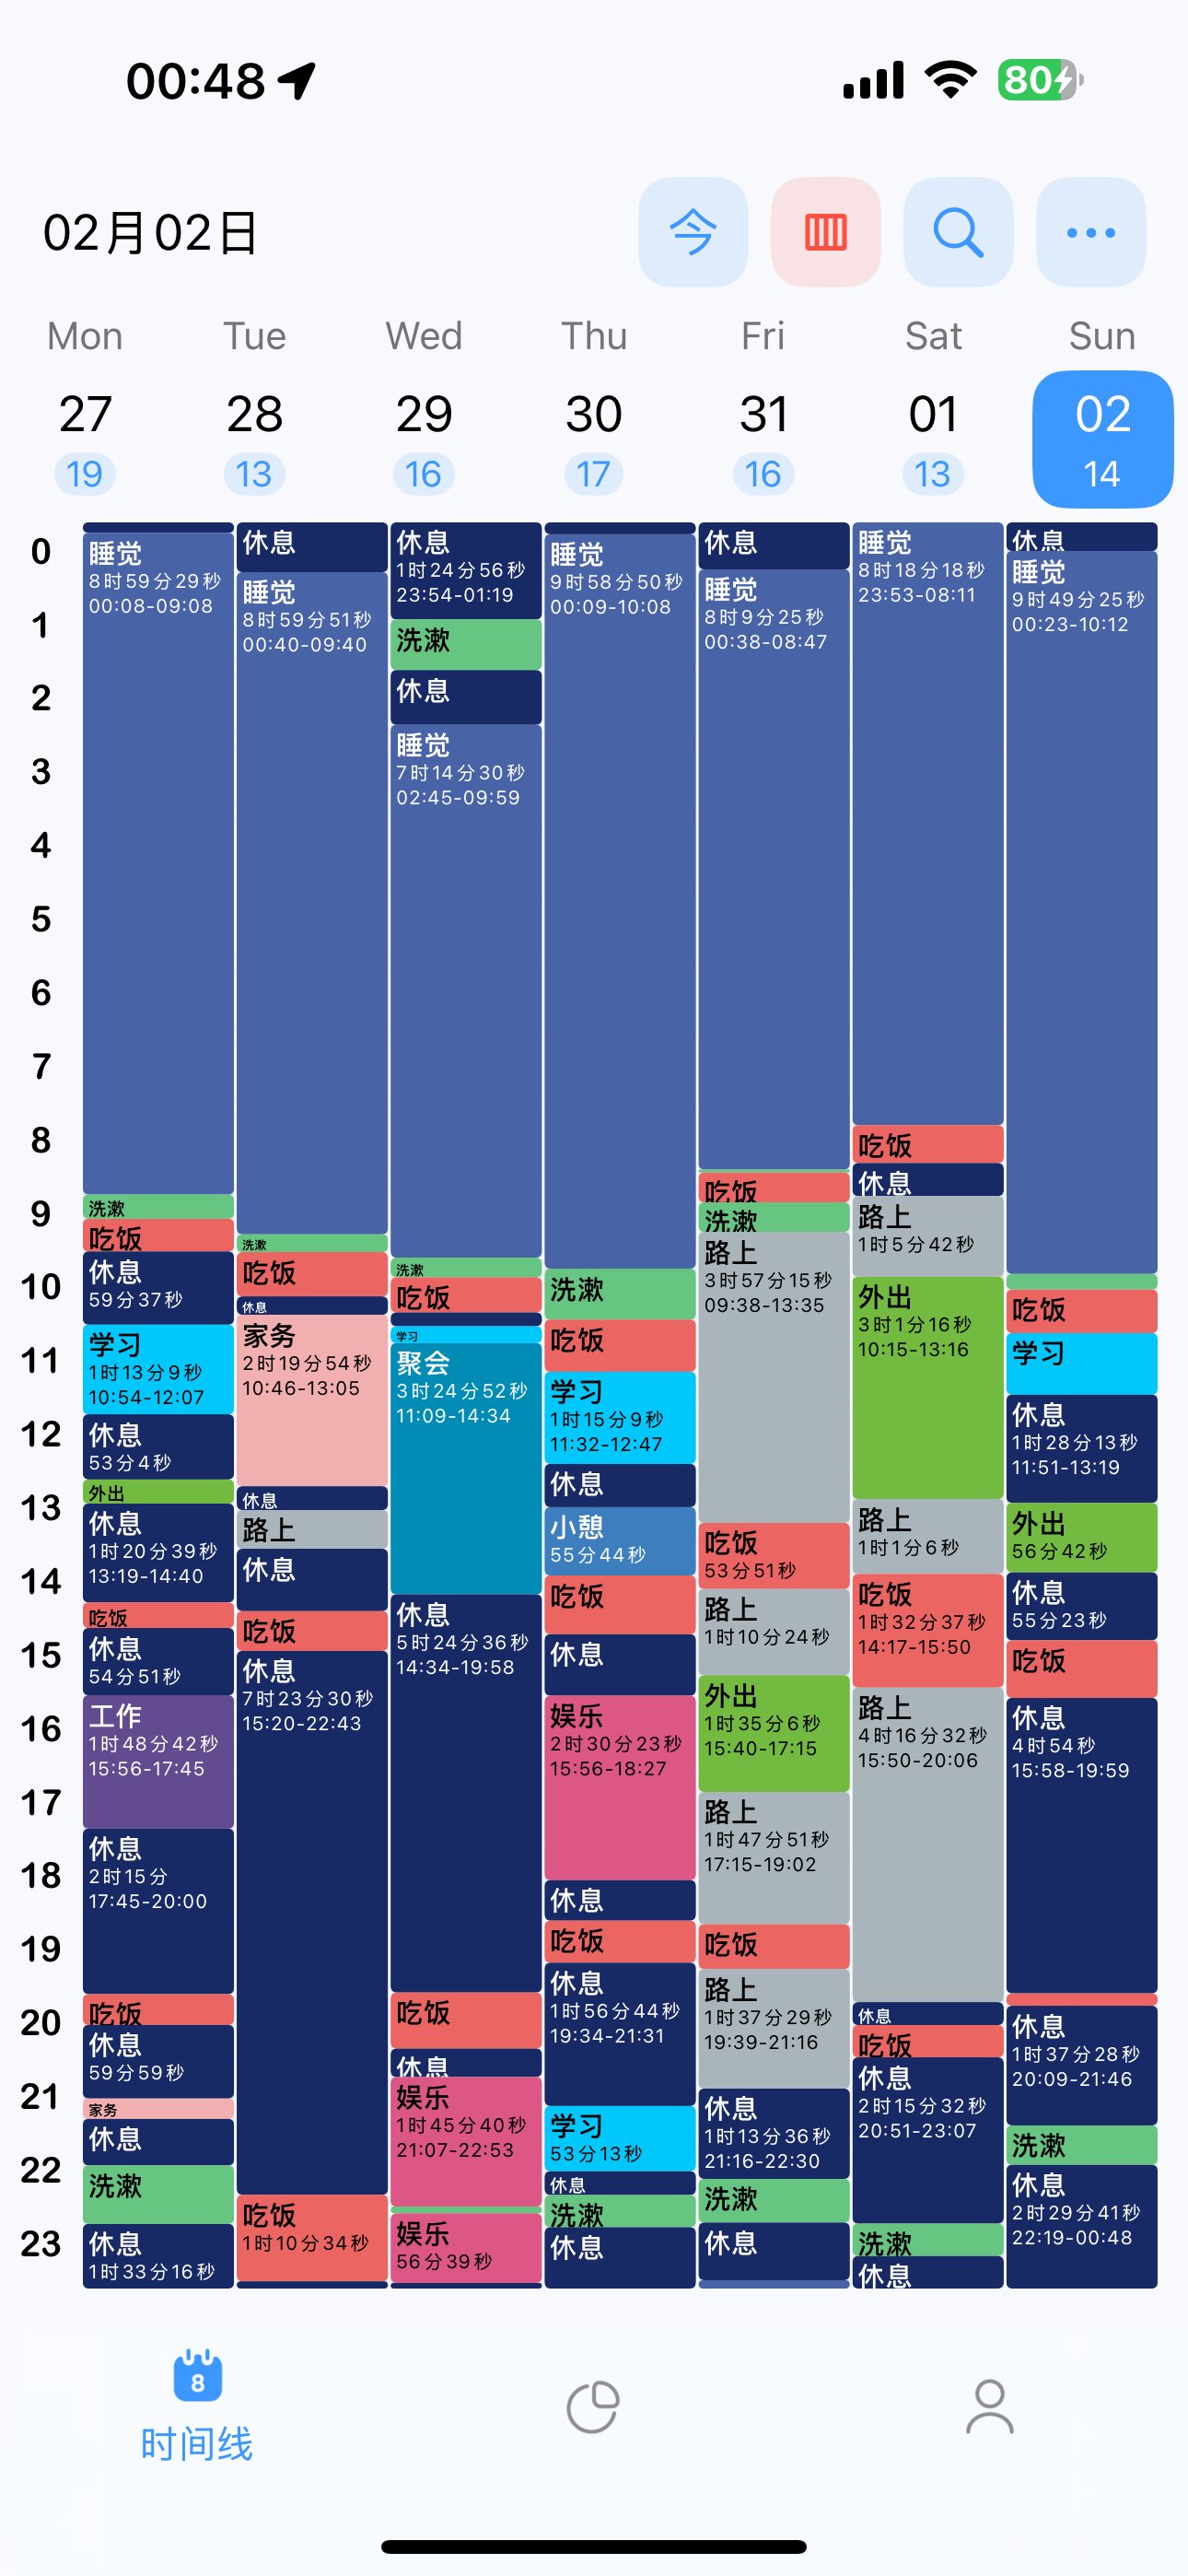 00:48
80
02月02日
今
Mon Tue Wed Thu Fri Sat Sun
27 28 29 30 31 01 02
19 13 16 17 16 13 14
0
1
2
3
4
5
6
7
8
9
10
11
12
13
14
15
16
17
18
19
20
21
22
23
睡觉
8时59分29秒
00:08-09:08
洗漱
吃饭
休息
59分37秒
学习
1时13分9秒
10:54-12:07
休息
53分4秒
外出
休息
1时20分39秒
13:19-14:40
吃饭
休息
54分51秒
工作
1时48分42秒
15:56-17:45
休息
2时15分
17:45-20:00
吃饭
休息
59分59秒
家务
休息
洗漱
休息
1时33分16秒
休息
睡觉
8时59分51秒
00:40-09:40
洗漱
吃饭
休息
家务
2时19分54秒
10:46-13:05
休息
路上
休息
吃饭
休息
7时23分30秒
15:20-22:43
吃饭
1时10分34秒
休息
1时24分56秒
23:54-01:19
洗漱
休息
睡觉
7时14分30秒
02:45-09:59
洗漱
吃饭
学习
聚会
3时24分52秒
11:09-14:34
休息
5时24分36秒
14:34-19:58
吃饭
休息
娱乐
1时45分40秒
21:07-22:53
娱乐
56分39秒
睡觉
9时58分50秒
00:09-10:08
洗漱
吃饭
学习
1时15分9秒
11:32-12:47
休息
小憩
55分44秒
吃饭
休息
娱乐
2时30分23秒
15:56-18:27
休息
吃饭
休息
1时56分44秒
19:34-21:31
学习
53分13秒
休息
洗漱
休息
休息
睡觉
8时9分25秒
00:38-08:47
吃饭
洗漱
路上
3时57分15秒
09:38-13:35
吃饭
53分51秒
路上
1时10分24秒
外出
1时35分6秒
15:40-17:15
路上
1时47分51秒
17:15-19:02
吃饭
路上
1时37分29秒
19:39-21:16
休息
1时13分36秒
21:16-22:30
洗漱
休息
睡觉
8时18分18秒
23:53-08:11
吃饭
休息
路上
1时5分42秒
外出
3时1分16秒
10:15-13:16
路上
1时1分6秒
吃饭
1时32分37秒
14:17-15:50
路上
4时16分32秒
15:50-20:06
休息
吃饭
休息
2时15分32秒
20:51-23:07
洗漱
休息
休息
睡觉
9时49分25秒
00:23-10:12
吃饭
学习
休息
1时28分13秒
11:51-13:19
外出
56分42秒
休息
55分23秒
吃饭
休息
4时54秒
15:58-19:59
休息
1时37分28秒
20:09-21:46
洗漱
休息
2时29分41秒
22:19-00:48
8
时间线